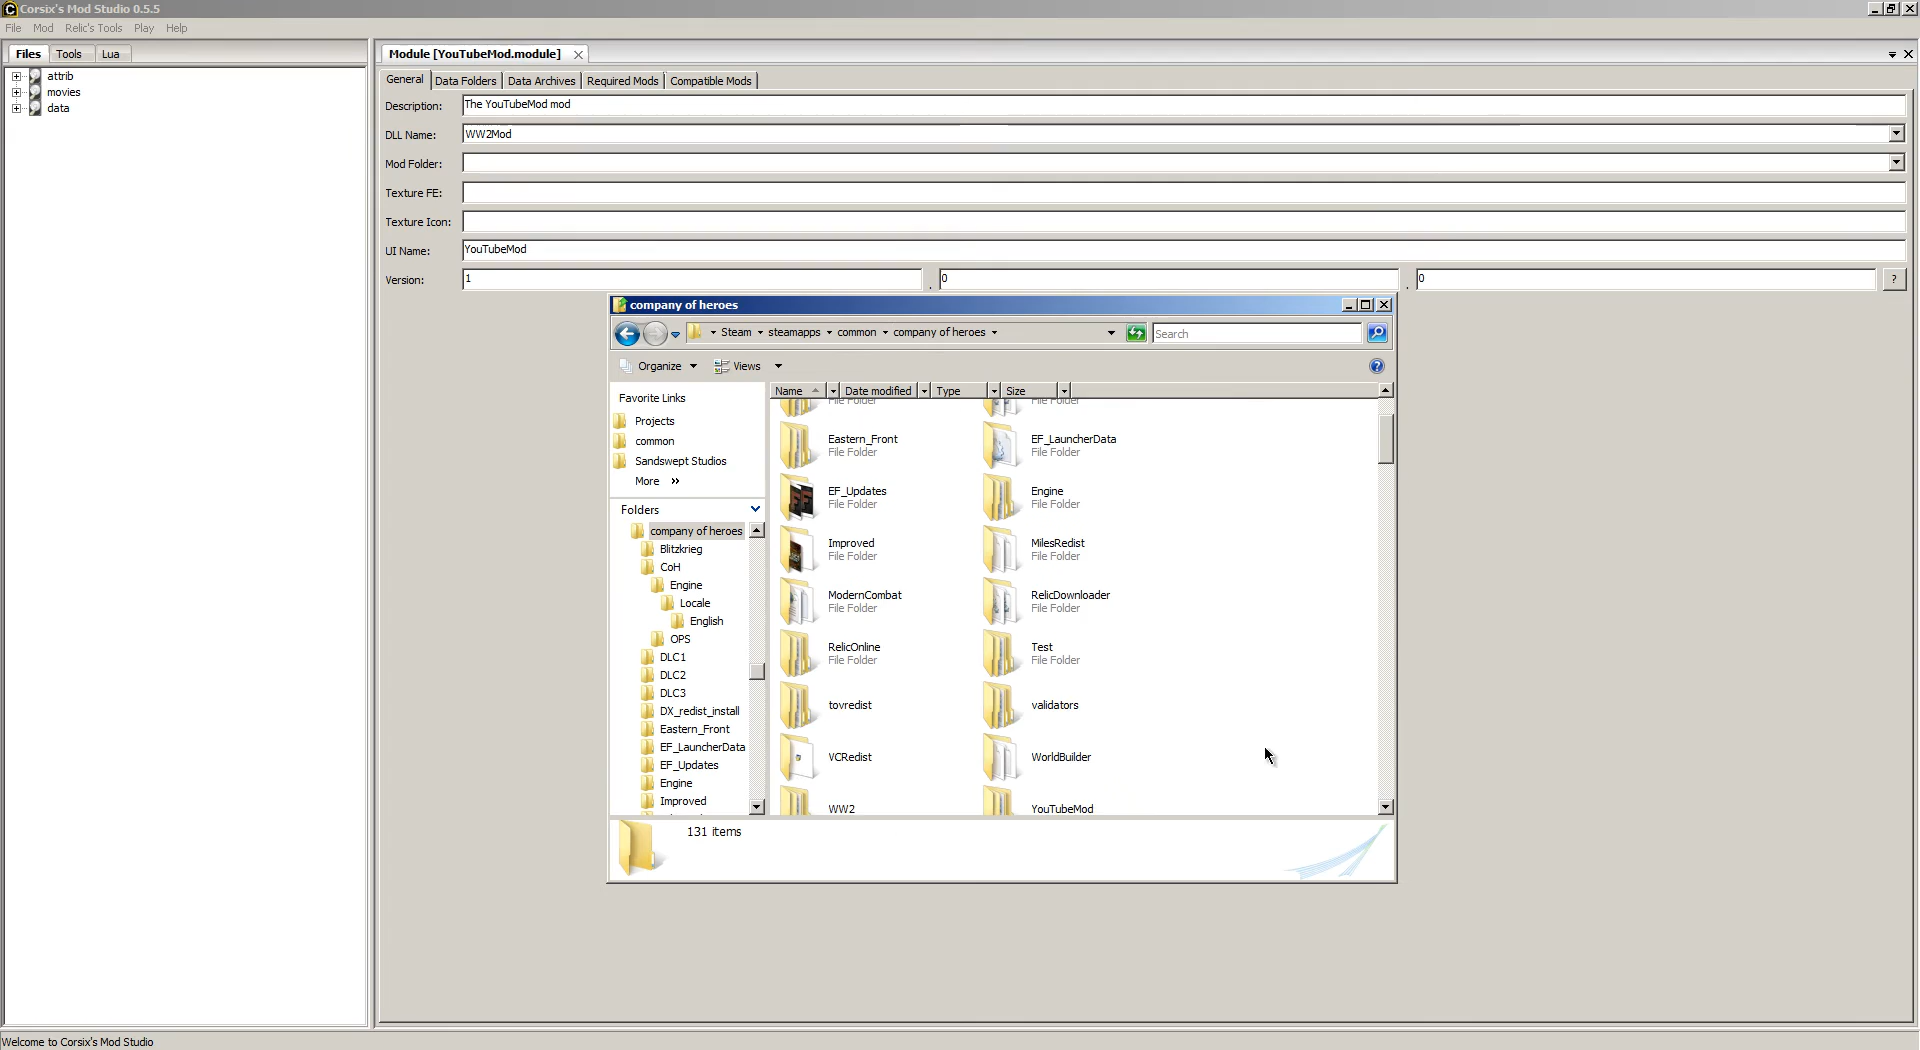 Corsix's Mod Studio 0.5.5
File Mod Relic's Tools Play Help
Files Tools Lua
attrib
movies
data
Module [YouTubeMod.module]
General Data Folders Data Archives Required Mods Compatible Mods
Description: The YouTubeMod mod
DLL Name: WW2Mod
Mod Folder:
Texture FE:
Texture Icon:
UI Name: YouTubeMod
Version: 1 . 0 . 0 ?
company of heroes
Steam steamapps common company of heroes Search
Organize Views
Favorite Links
Projects
common
Sandswept Studios
More »
Folders
company of heroes
Blitzkrieg
CoH
Engine
Locale
English
OPS
DLC1
DLC2
DLC3
DX_redist_install
Eastern_Front
EF_LauncherData
EF_Updates
Engine
Improved
Name Date modified Type Size
File Folder File Folder
Eastern_Front EF_LauncherData
File Folder File Folder
EF_Updates Engine
File Folder File Folder
Improved MilesRedist
File Folder File Folder
ModernCombat RelicDownloader
File Folder File Folder
RelicOnline Test
File Folder File Folder
tovredist validators
VCRedist WorldBuilder
WW2 YouTubeMod
131 items
Welcome to Corsix's Mod Studio